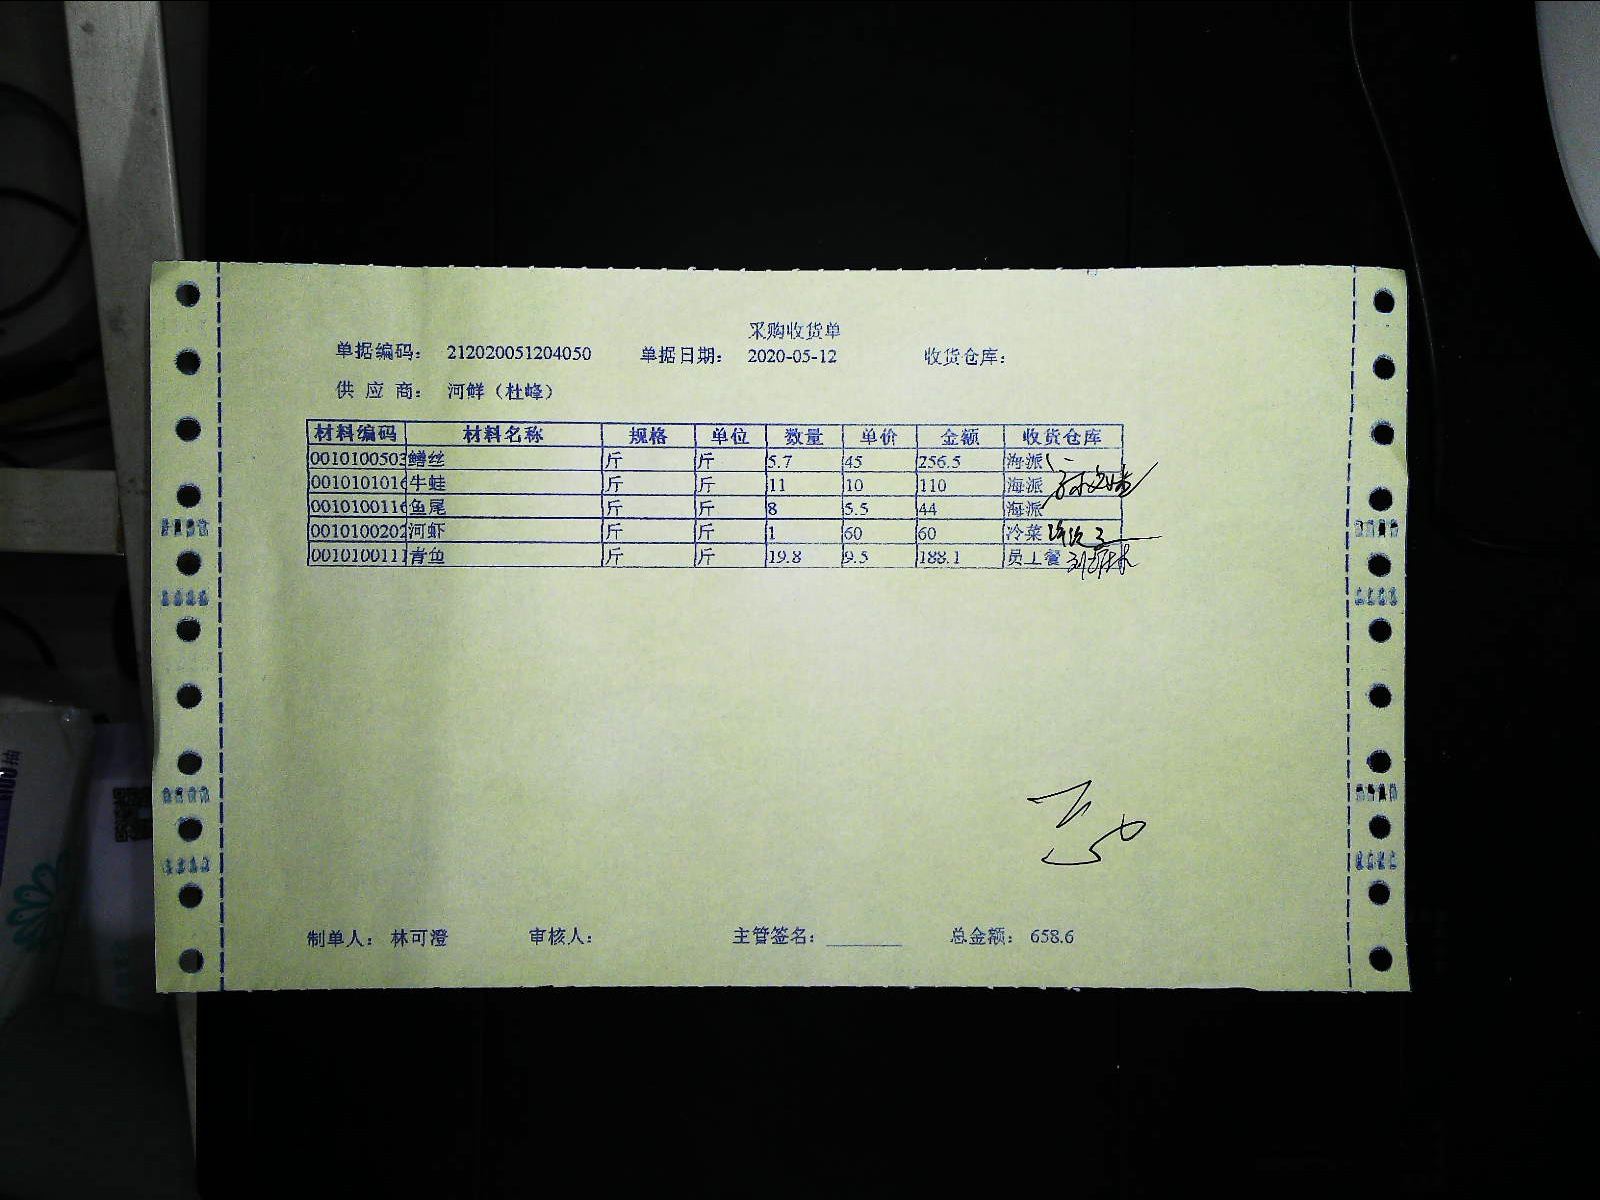 采购收货单
单据编码： 212020051204050 单据日期： 2020-05-12 收货仓库：
供 应 商： 河鲜（杜峰）
材料编码 材料名称 规格 单位 数量 单价 金额 收货仓库
0010100503 鳝丝 斤 斤 5.7 45 256.5 海派
0010101016 牛蛙 斤 斤 11 10 110 海派
0010100116 鱼尾 斤 斤 8 5.5 44 海派
0010100202 河虾 斤 斤 1 60 60 冷菜
0010100111 青鱼 斤 斤 19.8 9.5 188.1 员工餐
制单人： 林可澄 审核人： 主管签名： 总金额： 658.6